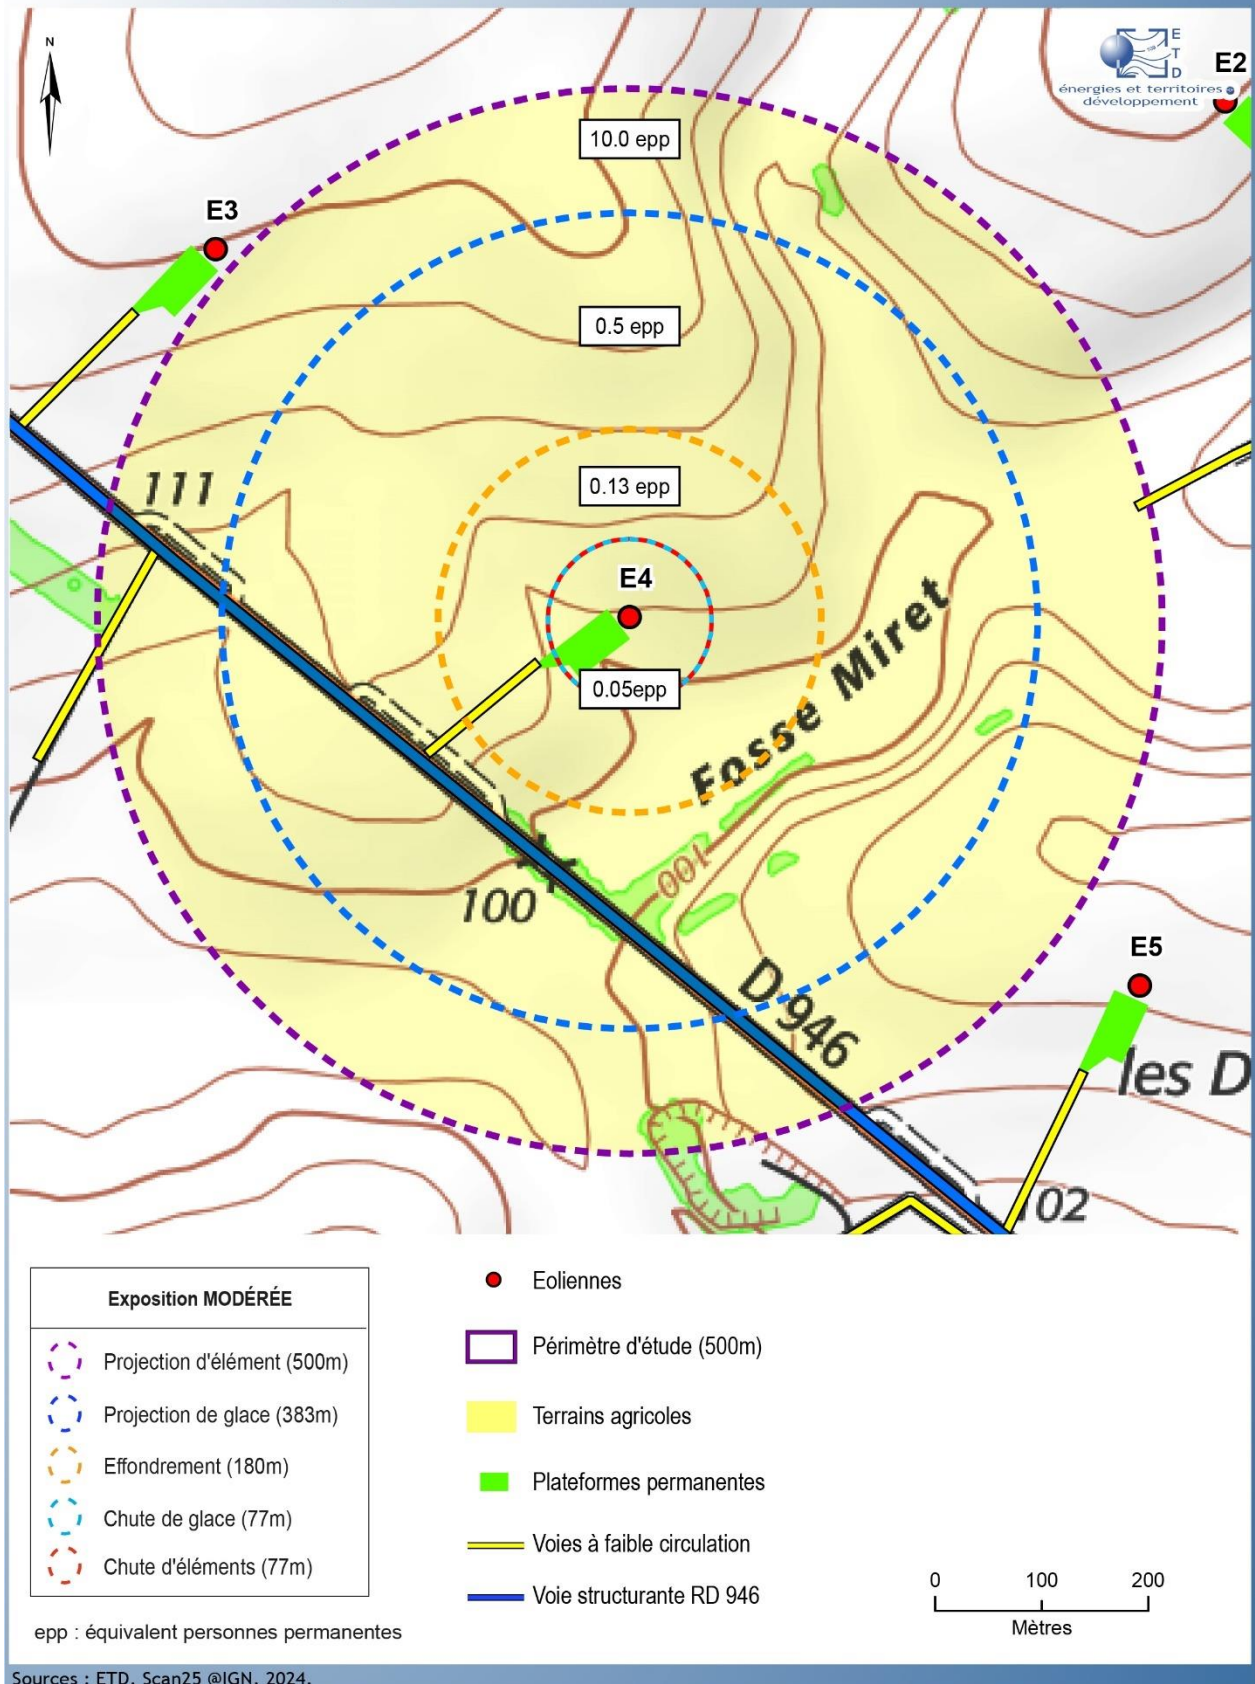 N
E
T
D
énergies et territoires
développement
E2
10.0 epp
E3
0.5 epp
111
0.13 epp
E4
0.05epp
Fosse Miret
100
100
D 946
E5
les D
102
Exposition MODÉRÉE
Projection d'élément (500m)
Projection de glace (383m)
Effondrement (180m)
Chute de glace (77m)
Chute d'éléments (77m)
epp : équivalent personnes permanentes
Eoliennes
Périmètre d'étude (500m)
Terrains agricoles
Plateformes permanentes
Voies à faible circulation
Voie structurante RD 946
0 100 200
Mètres
Sources : ETD, Scan25 @IGN, 2024.